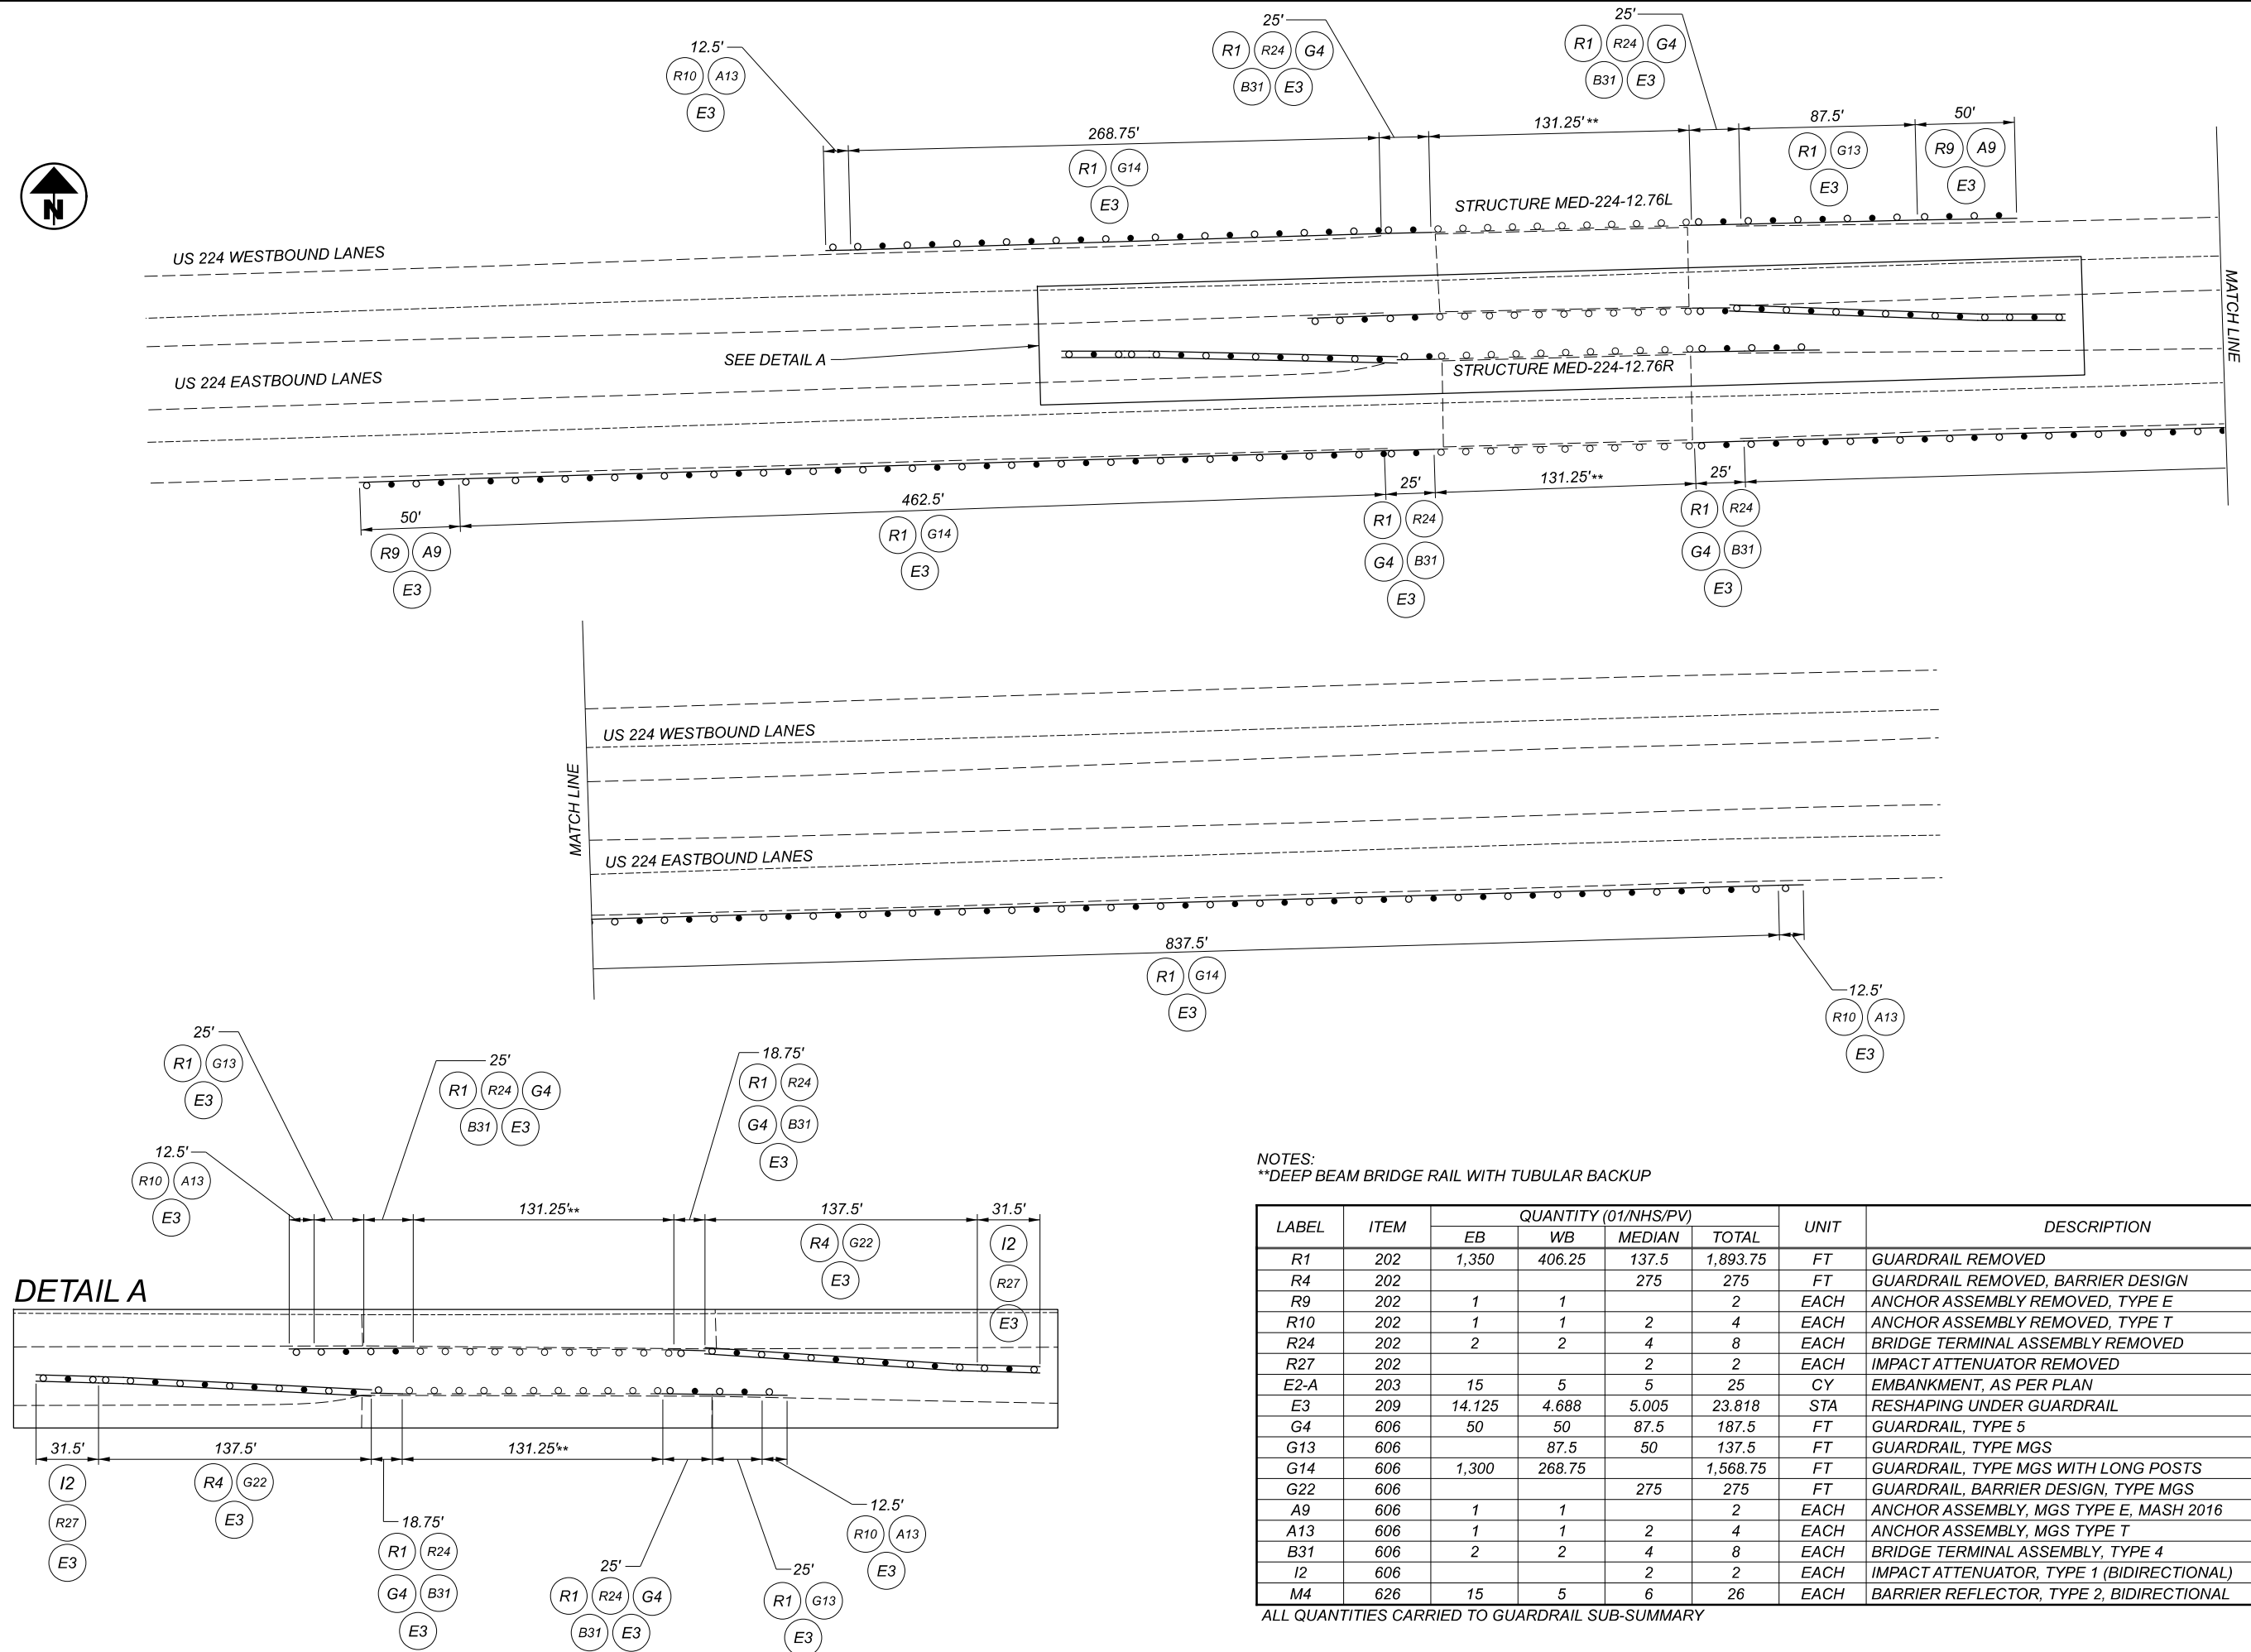 25'
R1 R24 G4
B31 E3
25'
R1 R24 G4
B31 E3
12.5'
R10 A13
E3
268.75'
R1 G14
E3
131.25'**
87.5'
R1 G13
E3
50'
R9 A9
E3
N
STRUCTURE MED-224-12.76L
US 224 WESTBOUND LANES
SEE DETAIL A
US 224 EASTBOUND LANES
STRUCTURE MED-224-12.76R
MATCH LINE
50'
R9 A9
E3
462.5'
R1 G14
E3
25'
R1 R24
G4 B31
E3
131.25'**
25'
R1 R24
G4 B31
E3
MATCH LINE
US 224 WESTBOUND LANES
US 224 EASTBOUND LANES
837.5'
R1 G14
E3
12.5'
R10 A13
E3
25'
R1 G13
E3
25'
R1 R24 G4
B31 E3
18.75'
R1 R24
G4 B31
E3
12.5'
R10 A13
E3
131.25'**
137.5'
R4 G22
E3
31.5'
I2
R27
E3
DETAIL A
31.5'
I2
R27
E3
137.5'
R4 G22
E3
131.25'**
18.75'
R1 R24
G4 B31
E3
25'
R1 R24 G4
B31 E3
25'
R1 G13
E3
12.5'
R10 A13
E3
NOTES:
**DEEP BEAM BRIDGE RAIL WITH TUBULAR BACKUP
LABEL ITEM QUANTITY (01/NHS/PV) UNIT DESCRIPTION
EB WB MEDIAN TOTAL
R1 202 1,350 406.25 137.5 1,893.75 FT GUARDRAIL REMOVED
R4 202 275 275 FT GUARDRAIL REMOVED, BARRIER DESIGN
R9 202 1 1 2 EACH ANCHOR ASSEMBLY REMOVED, TYPE E
R10 202 1 1 2 4 EACH ANCHOR ASSEMBLY REMOVED, TYPE T
R24 202 2 2 4 8 EACH BRIDGE TERMINAL ASSEMBLY REMOVED
R27 202 2 2 EACH IMPACT ATTENUATOR REMOVED
E2-A 203 15 5 5 25 CY EMBANKMENT, AS PER PLAN
E3 209 14.125 4.688 5.005 23.818 STA RESHAPING UNDER GUARDRAIL
G4 606 50 50 87.5 187.5 FT GUARDRAIL, TYPE 5
G13 606 87.5 50 137.5 FT GUARDRAIL, TYPE MGS
G14 606 1,300 268.75 1,568.75 FT GUARDRAIL, TYPE MGS WITH LONG POSTS
G22 606 275 275 FT GUARDRAIL, BARRIER DESIGN, TYPE MGS
A9 606 1 1 2 EACH ANCHOR ASSEMBLY, MGS TYPE E, MASH 2016
A13 606 1 1 2 4 EACH ANCHOR ASSEMBLY, MGS TYPE T
B31 606 2 2 4 8 EACH BRIDGE TERMINAL ASSEMBLY, TYPE 4
I2 606 2 2 EACH IMPACT ATTENUATOR, TYPE 1 (BIDIRECTIONAL)
M4 626 15 5 6 26 EACH BARRIER REFLECTOR, TYPE 2, BIDIRECTIONAL
ALL QUANTITIES CARRIED TO GUARDRAIL SUB-SUMMARY